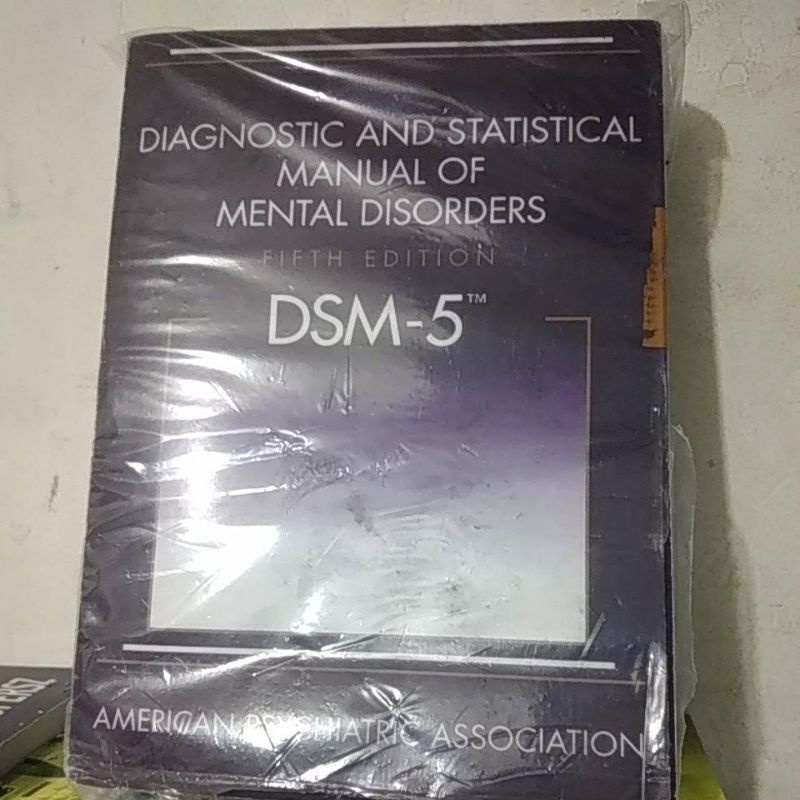 DIAGNOSTIC AND STATISTICAL
MANUAL OF
MENTAL DISORDERS
FIFTH EDITION
DSM-5™
AMERICAN PSYCHIATRIC ASSOCIATION